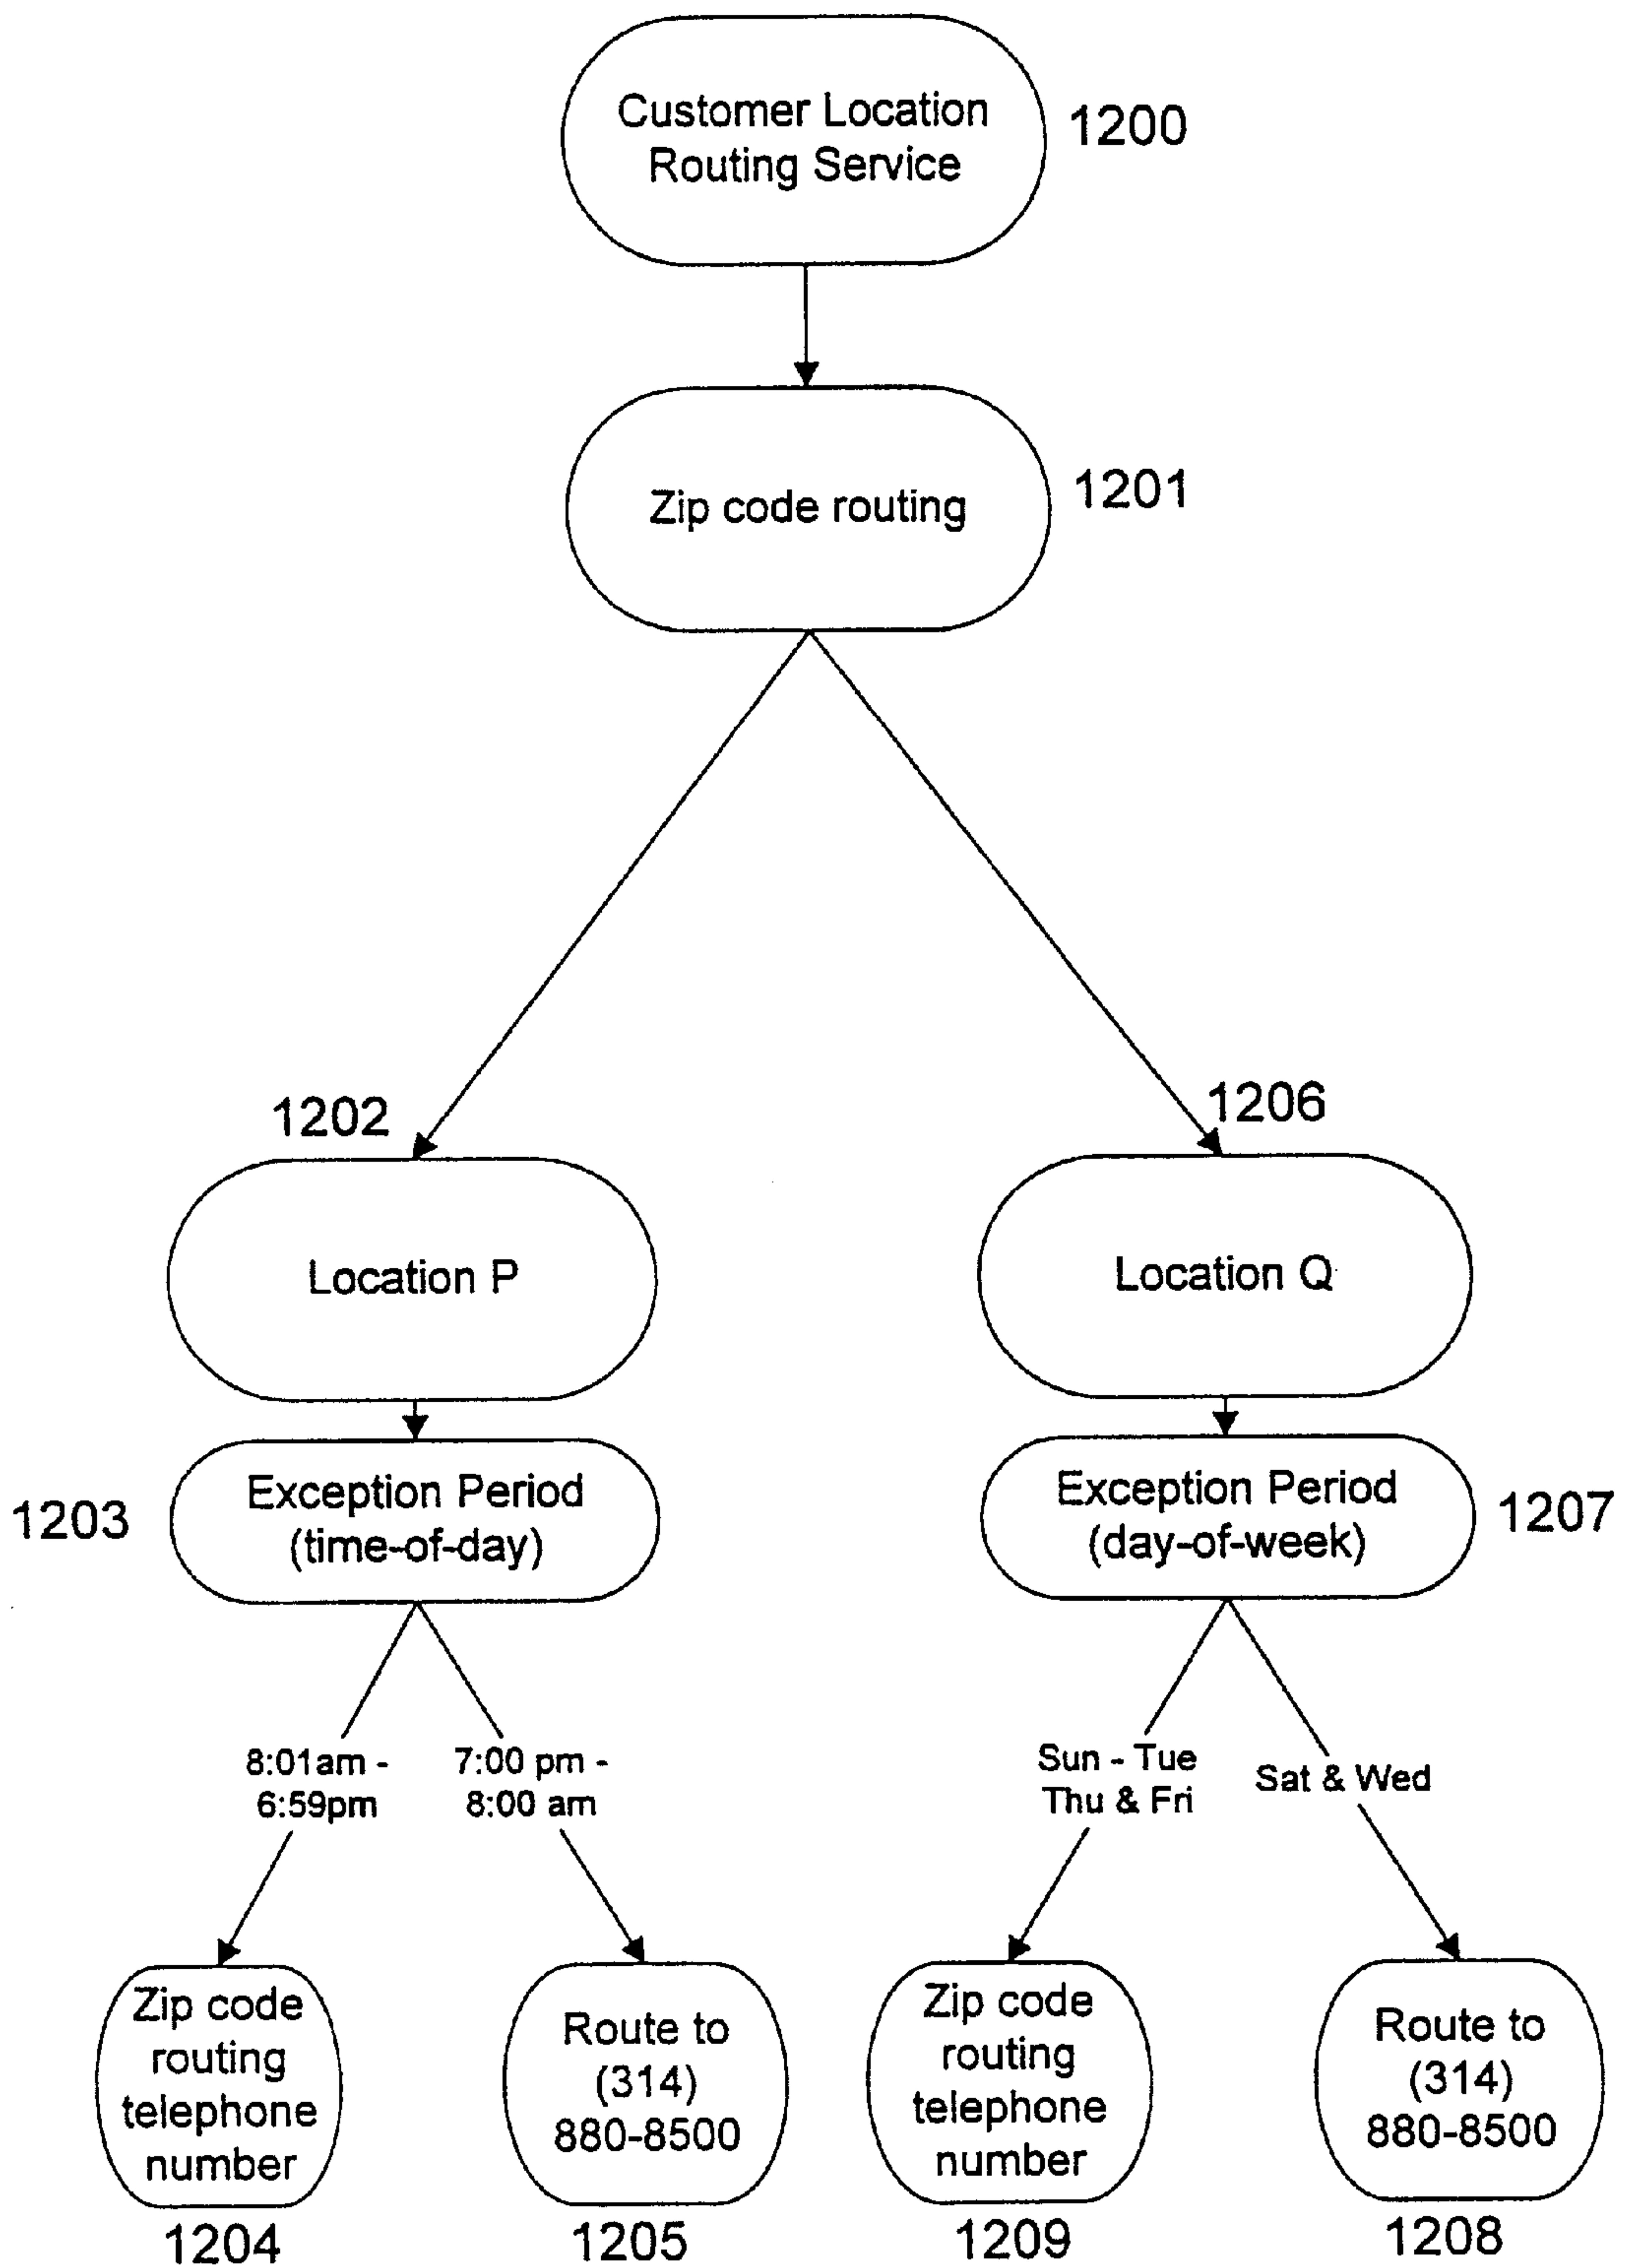 Customer Location
Routing Service
1200
Zip code routing
1201
1202
1206
Location P
Location Q
1203
Exception Period
(time-of-day)
Exception Period
(day-of-week)
1207
8:01am -
6:59pm
7:00 pm -
8:00 am
Sun - Tue
Thu & Fri
Sat & Wed
Zip code
routing
telephone
number
1204
Route to
(314)
880-8500
1205
Zip code
routing
telephone
number
1209
Route to
(314)
880-8500
1208